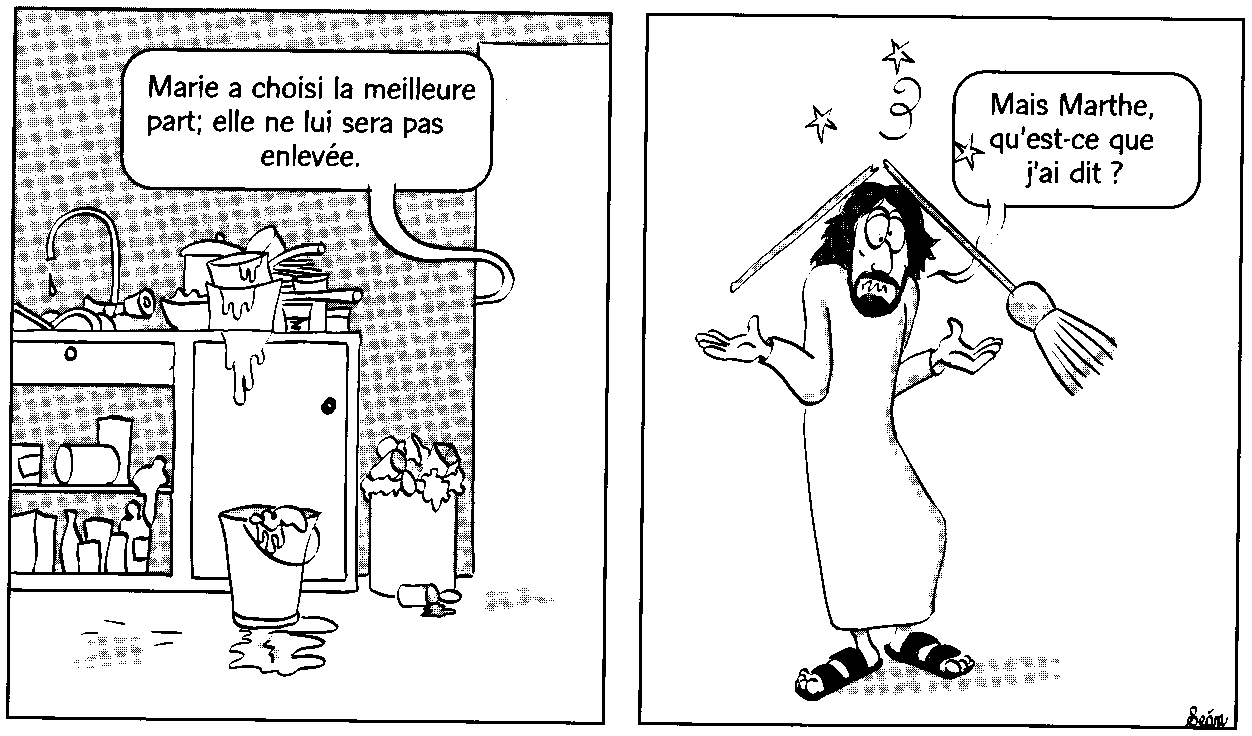 Marie a choisi la meilleure
part; elle ne lui sera pas
enlevée.
Mais Marthe,
qu'est-ce que
j'ai dit ?
Seán